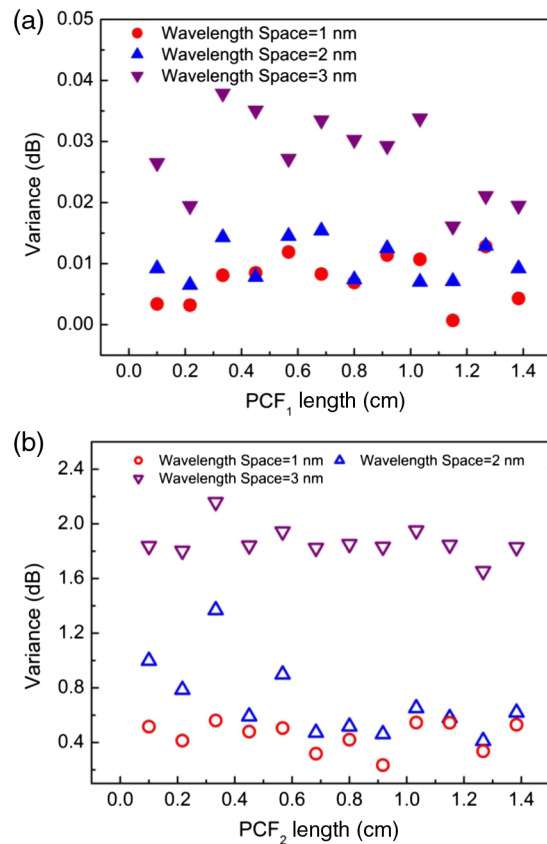 (a)
0.05
0.04
0.03
0.02
0.01
0.00
Variance (dB)
Wavelength Space=1 nm
Wavelength Space=2 nm
Wavelength Space=3 nm
0.0 0.2 0.4 0.6 0.8 1.0 1.2 1.4
PCF₁ length (cm)
(b)
2.4
2.0
1.6
1.2
0.8
0.4
Variance (dB)
Wavelength Space=1 nm Wavelength Space=2 nm
Wavelength Space=3 nm
0.0 0.2 0.4 0.6 0.8 1.0 1.2 1.4
PCF₂ length (cm)